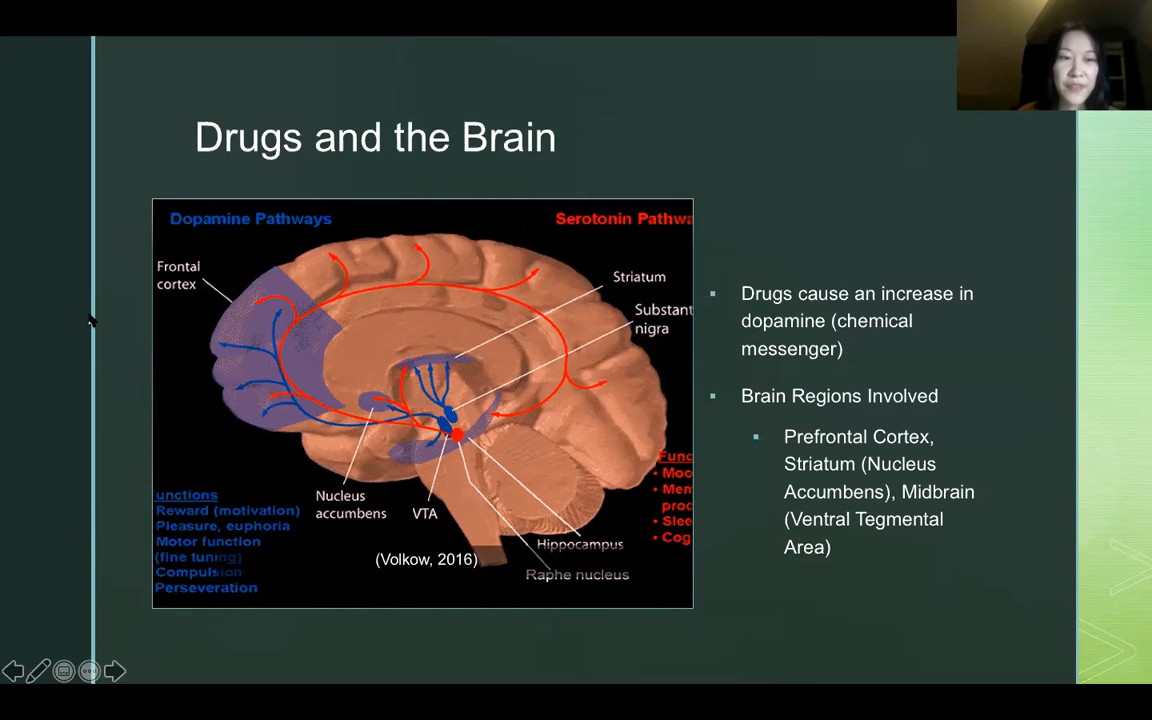 Drugs and the Brain
Dopamine Pathways
Serotonin Pathwa
Frontal
cortex
Striatum
Substant
nigra
unctions
Reward (motivation)
Pleasure, euphoria
Motor function
(fine tuning)
Compulsion
Perseveration
Nucleus
accumbens
VTA
(Volkow, 2016)
Hippocampus
Raphe nucleus
Func
• Moo
• Mem
proc
• Slee
• Cog
Drugs cause an increase in
dopamine (chemical
messenger)
Brain Regions Involved
Prefrontal Cortex,
Striatum (Nucleus
Accumbens), Midbrain
(Ventral Tegmental
Area)